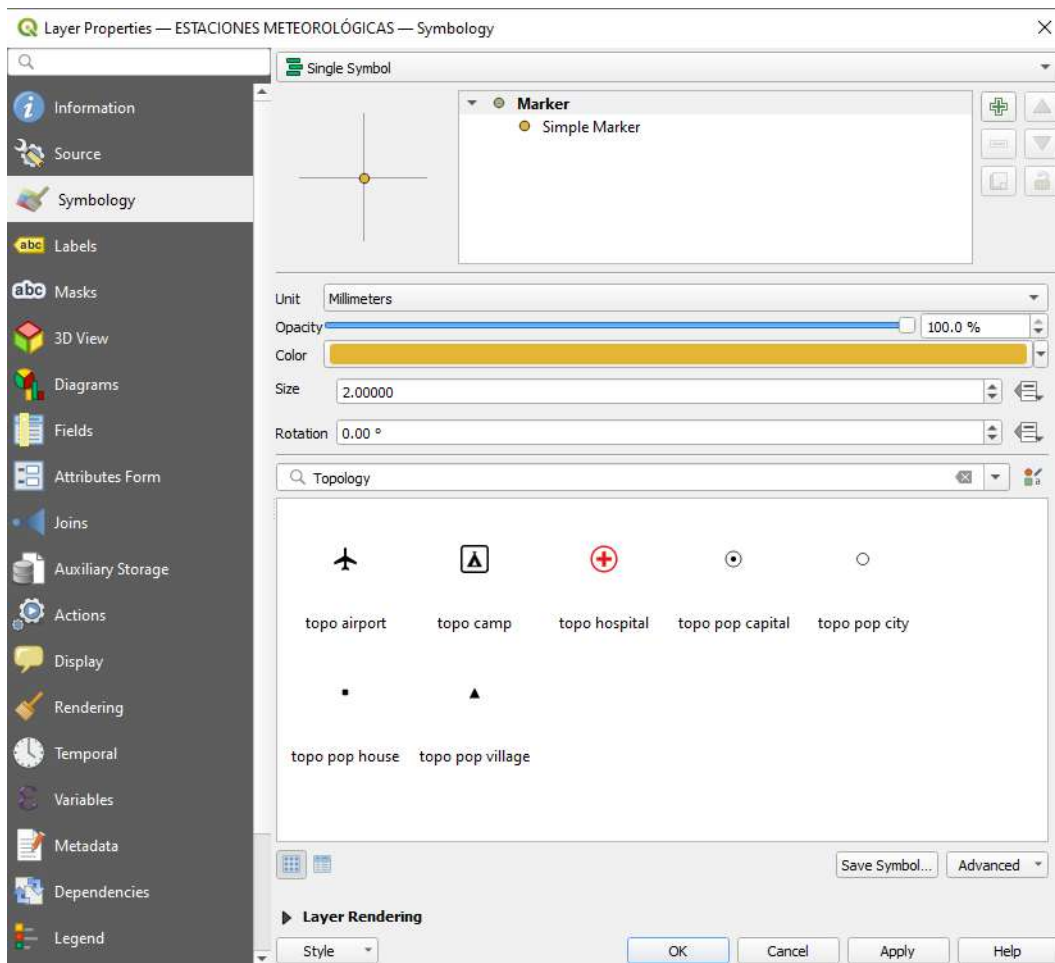 Layer Properties — ESTACIONES METEOROLÓGICAS — Symbology
Information
Source
Symbology
abc Labels
abc Masks
3D View
Diagrams
Fields
Attributes Form
Joins
Auxiliary Storage
Actions
Display
Rendering
Temporal
Variables
Metadata
Dependencies
Legend
Single Symbol
Marker
Simple Marker
Unit Millimeters
Opacity 100.0 %
Color
Size 2.00000
Rotation 0.00 °
Topology
topo airport topo camp topo hospital topo pop capital topo pop city
topo pop house topo pop village
Save Symbol... Advanced
Layer Rendering
Style OK Cancel Apply Help